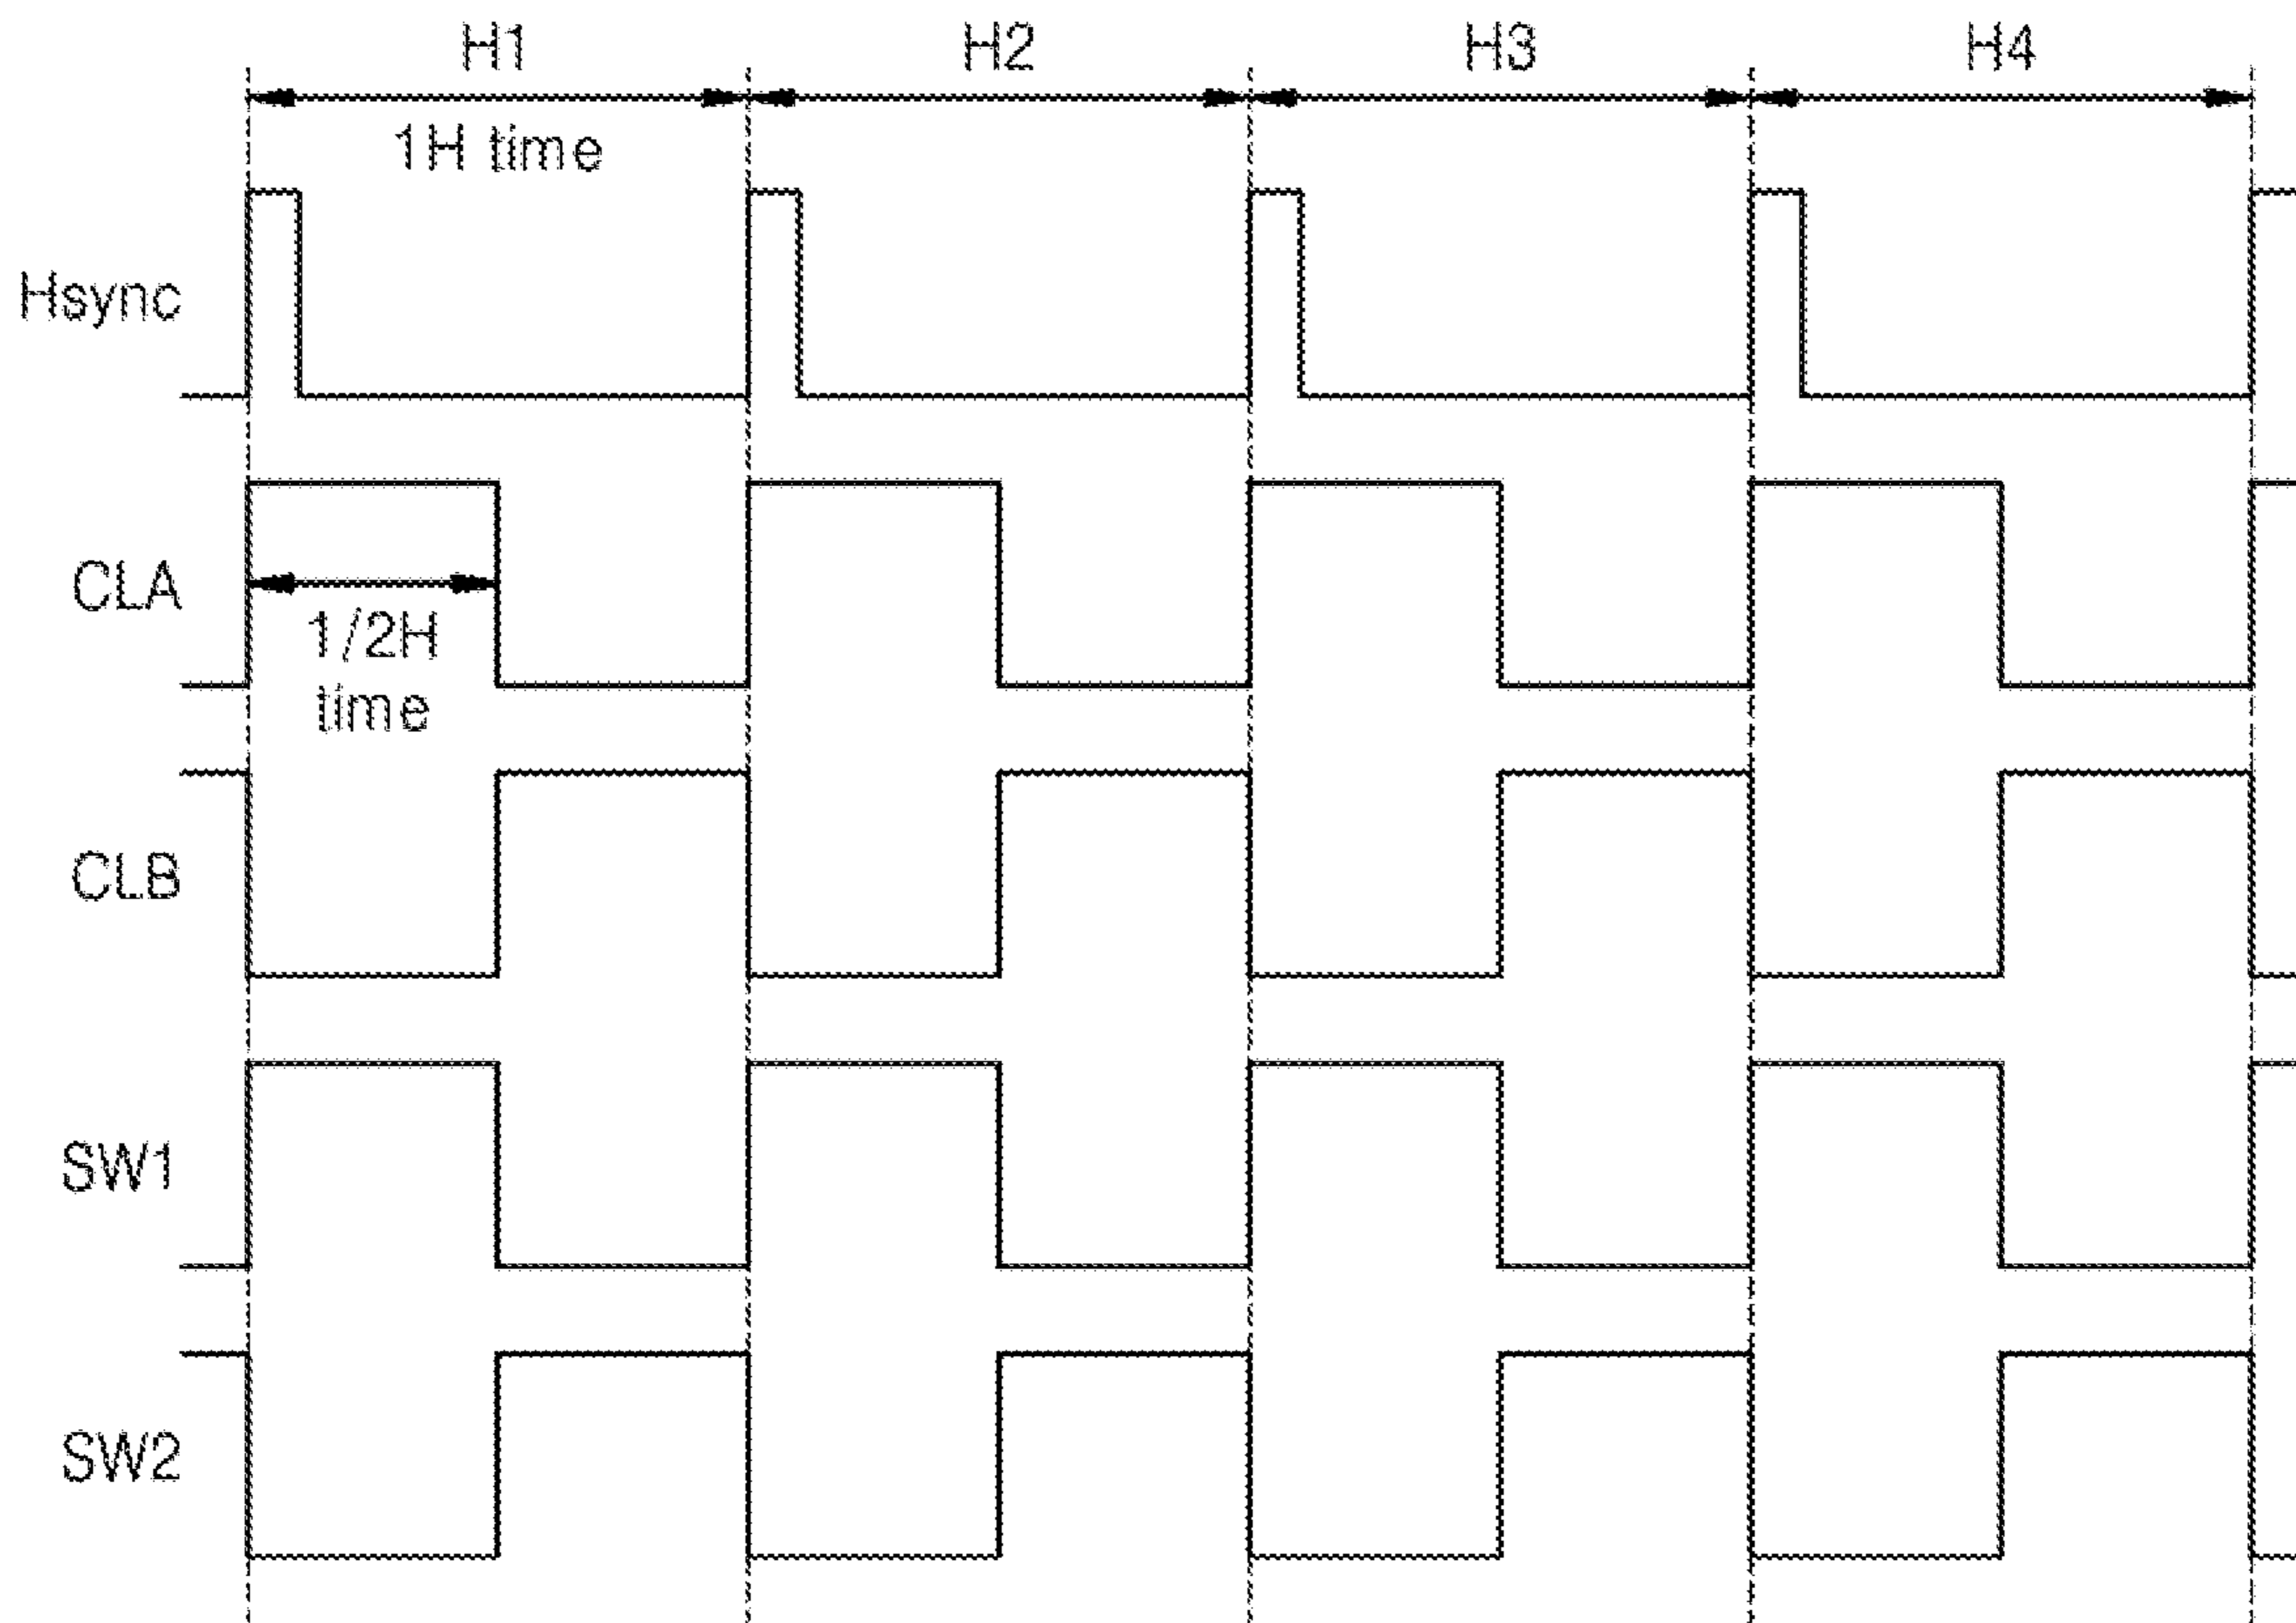 H1 H2 H3 H4
1H time
Hsync
CLA
1/2H
time
CLB
SW1
SW2